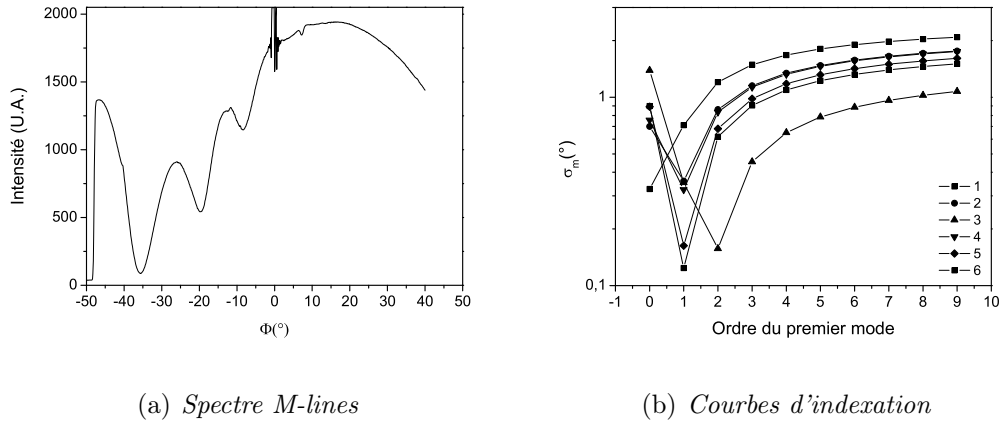 2000
1500
1000
500
0
Intensité (U.A.)
-50 -40 -30 -20 -10 0 10 20 30 40 50
Φ(°)
(a) Spectre M-lines
1
0,1
σm(°)
1
2
3
4
5
6
-1 0 1 2 3 4 5 6 7 8 9 10
Ordre du premier mode
(b) Courbes d'indexation